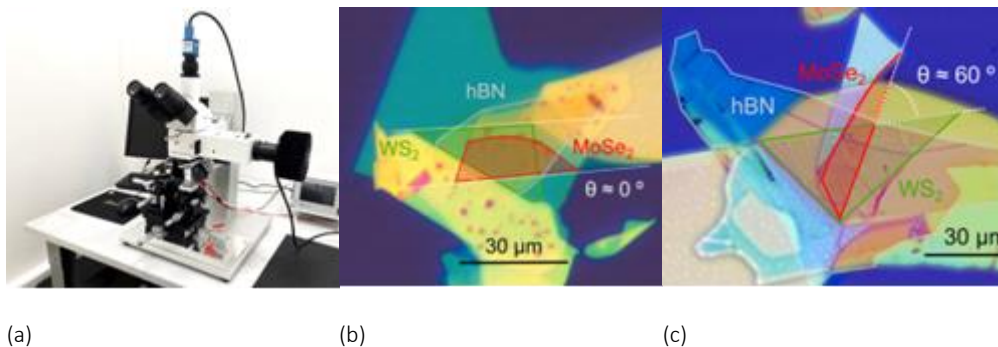 hBN
WS₂
MoSe₂
θ ≈ 0 º
30 μm
MoSe₂
θ ≈ 60 º
hBN
WS₂
30 μm
(a)
(b)
(c)